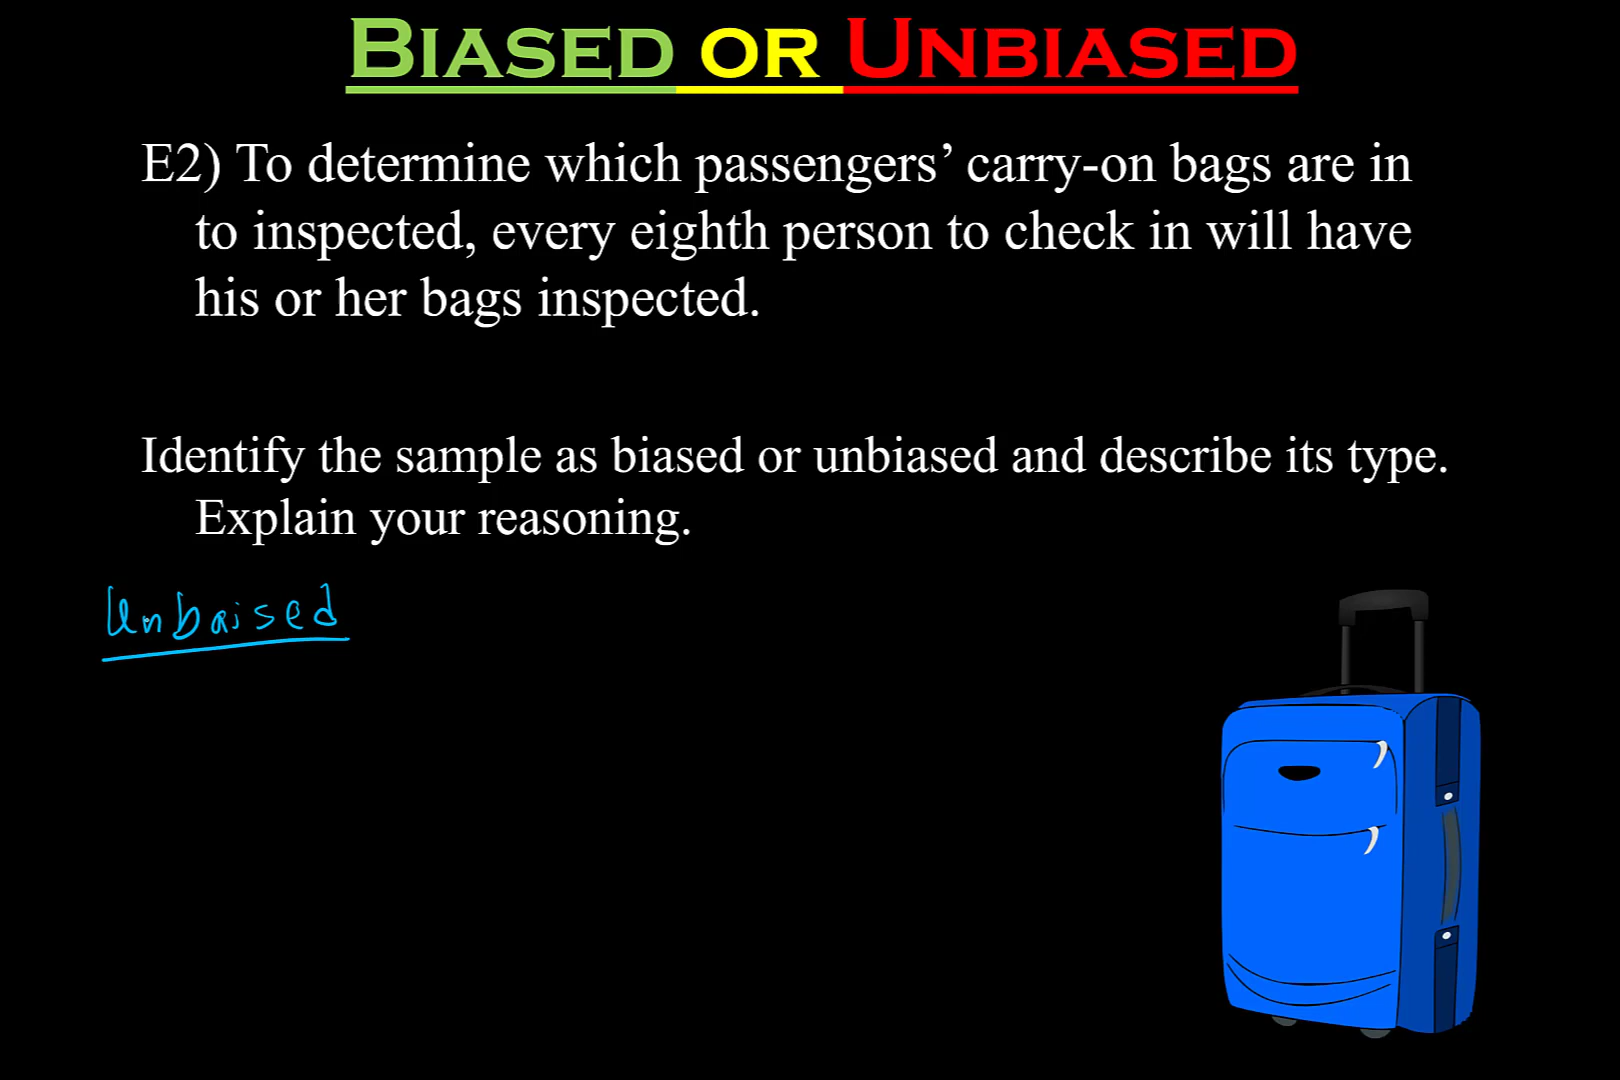 BIASED OR UNBIASED
E2) To determine which passengers’ carry-on bags are in
to inspected, every eighth person to check in will have
his or her bags inspected.
Identify the sample as biased or unbiased and describe its type.
Explain your reasoning.
Unbaised